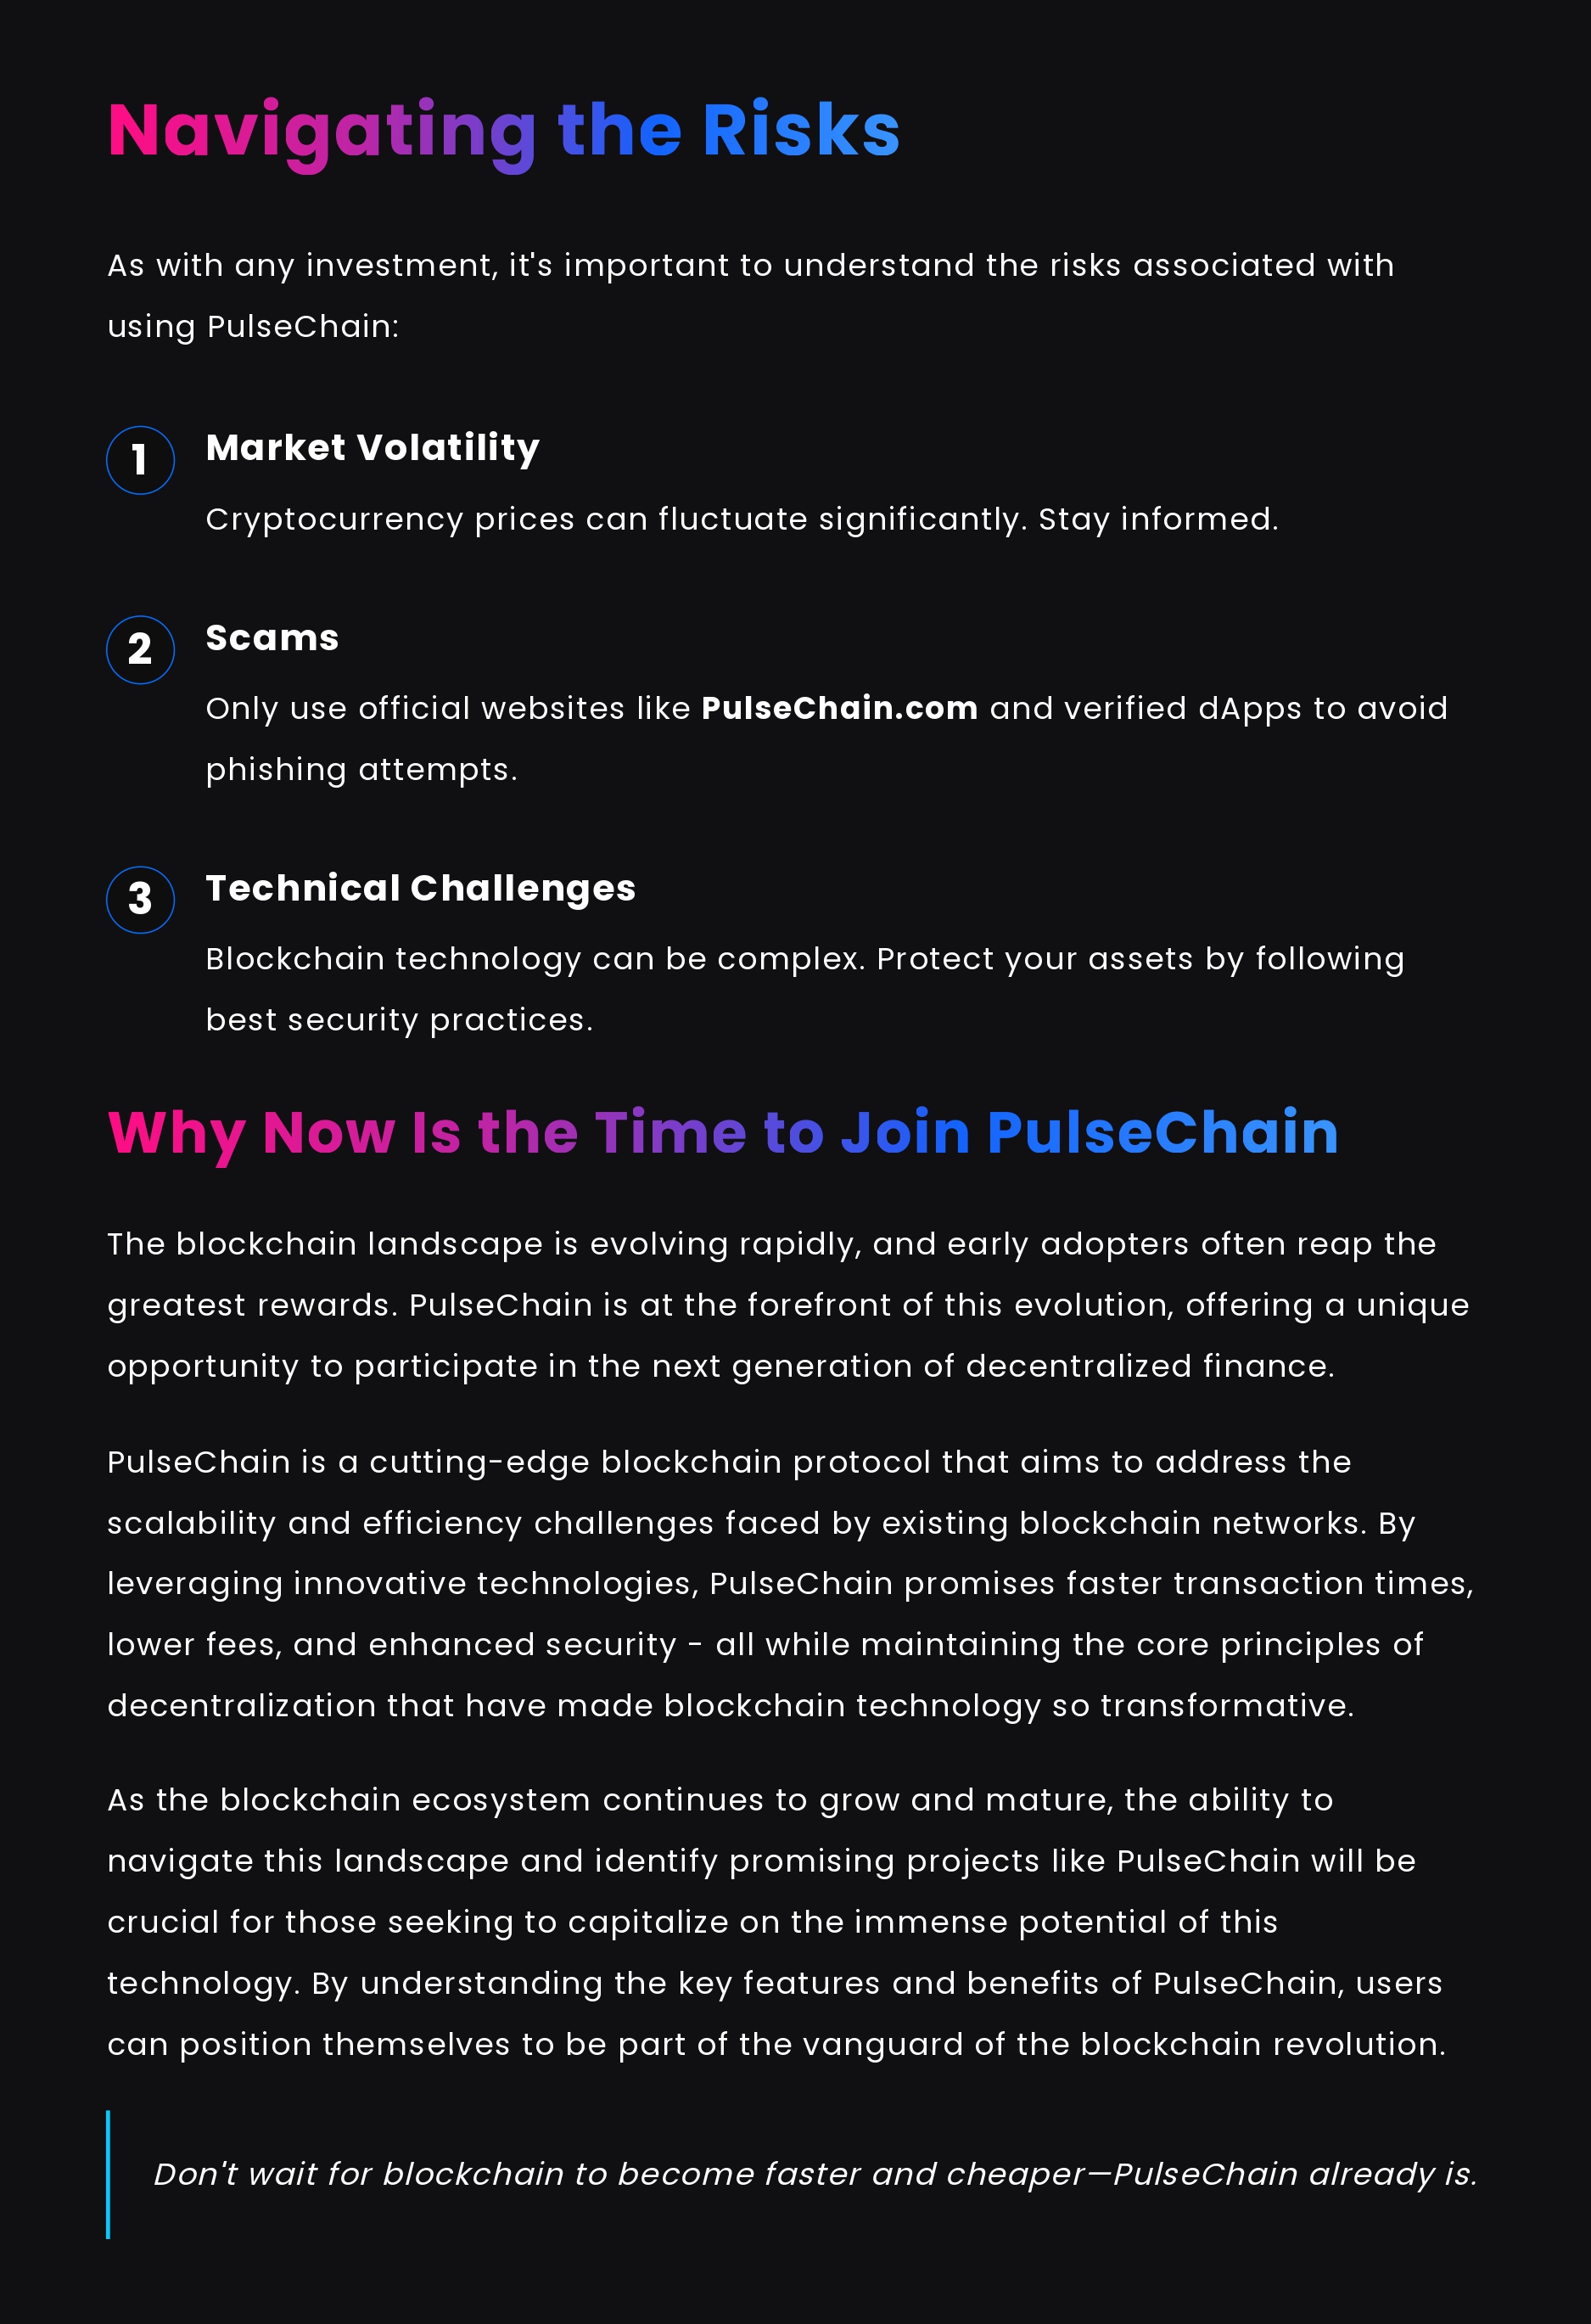 Navigating the Risks
As with any investment, it's important to understand the risks associated with
using PulseChain:
1
Market Volatility
Cryptocurrency prices can fluctuate significantly. Stay informed.
2
Scams
Only use official websites like PulseChain.com and verified dApps to avoid
phishing attempts.
3
Technical Challenges
Blockchain technology can be complex. Protect your assets by following
best security practices.
Why Now Is the Time to Join PulseChain
The blockchain landscape is evolving rapidly, and early adopters often reap the
greatest rewards. PulseChain is at the forefront of this evolution, offering a unique
opportunity to participate in the next generation of decentralized finance.
PulseChain is a cutting-edge blockchain protocol that aims to address the
scalability and efficiency challenges faced by existing blockchain networks. By
leveraging innovative technologies, PulseChain promises faster transaction times,
lower fees, and enhanced security - all while maintaining the core principles of
decentralization that have made blockchain technology so transformative.
As the blockchain ecosystem continues to grow and mature, the ability to
navigate this landscape and identify promising projects like PulseChain will be
crucial for those seeking to capitalize on the immense potential of this
technology. By understanding the key features and benefits of PulseChain, users
can position themselves to be part of the vanguard of the blockchain revolution.
Don't wait for blockchain to become faster and cheaper—PulseChain already is.